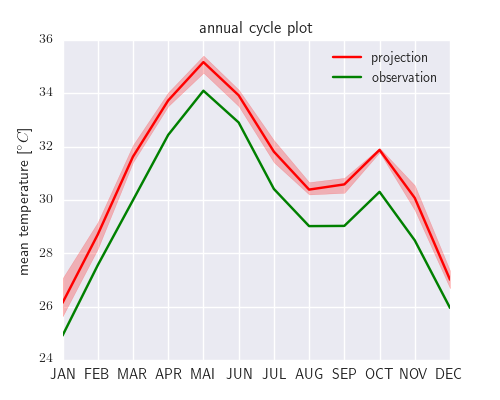 annual cycle plot
36
34
32
30
28
26
24
mean temperature [°C]
projection
observation
JAN FEB MAR APR MAI JUN JUL AUG SEP OCT NOV DEC